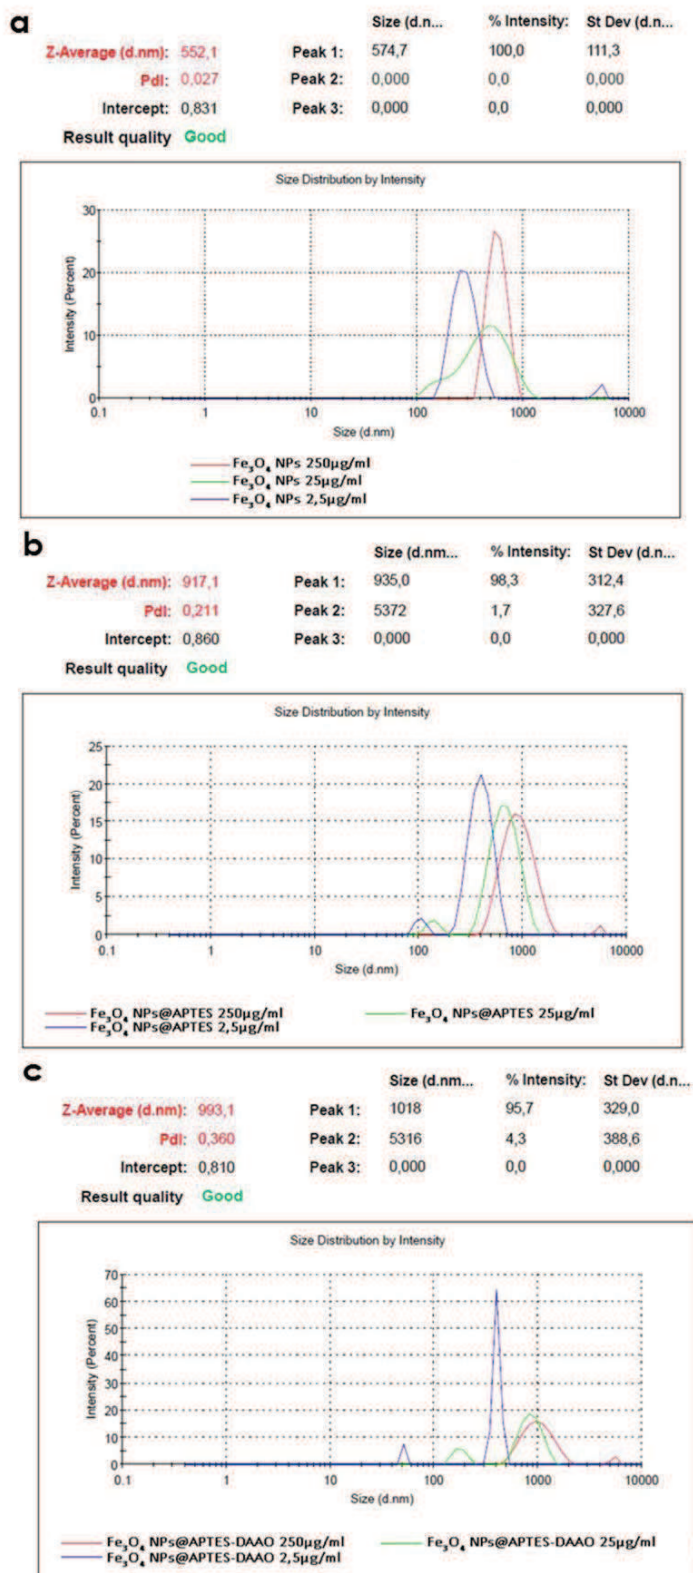 a
Size (d.n... % Intensity: St Dev (d.n...
Z-Average (d.nm): 552,1 Peak 1: 574,7 100,0 111,3
PdI: 0,027 Peak 2: 0,000 0,0 0,000
Intercept: 0,831 Peak 3: 0,000 0,0 0,000
Result quality Good
Size Distribution by Intensity
Intensity (Percent)
30
20
10
0
0.1 1 10 100 1000 10000
Size (d.nm)
Fe₃O₄ NPs 250µg/ml
Fe₃O₄ NPs 25µg/ml
Fe₃O₄ NPs 2,5µg/ml
b
Size (d.nm... % Intensity: St Dev (d.n...
Z-Average (d.nm): 917,1 Peak 1: 935,0 98,3 312,4
PdI: 0,211 Peak 2: 5372 1,7 327,6
Intercept: 0,860 Peak 3: 0,000 0,0 0,000
Result quality Good
Size Distribution by Intensity
Intensity (Percent)
25
20
15
10
5
0
0.1 1 10 100 1000 10000
Size (d.nm)
Fe₃O₄ NPs@APTES 250µg/ml Fe₃O₄ NPs@APTES 25µg/ml
Fe₃O₄ NPs@APTES 2,5µg/ml
c
Size (d.nm... % Intensity: St Dev (d.n...
Z-Average (d.nm): 993,1 Peak 1: 1018 95,7 329,0
PdI: 0,360 Peak 2: 5316 4,3 388,6
Intercept: 0,810 Peak 3: 0,000 0,0 0,000
Result quality Good
Size Distribution by Intensity
Intensity (Percent)
70
60
50
40
30
20
10
0
0.1 1 10 100 1000 10000
Size (d.nm)
Fe₃O₄ NPs@APTES-DAAO 250µg/ml Fe₃O₄ NPs@APTES-DAAO 25µg/ml
Fe₃O₄ NPs@APTES-DAAO 2,5µg/ml